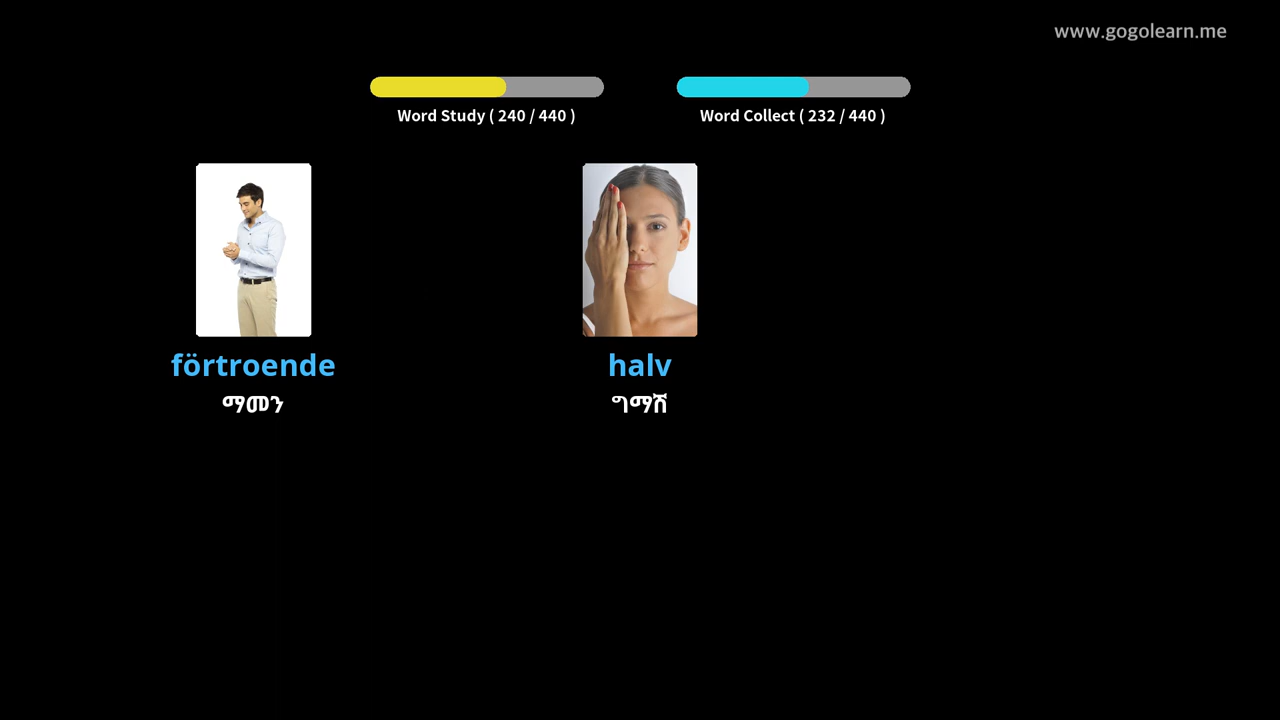 www.gogolearn.me
Word Study ( 240 / 440 )
Word Collect ( 232 / 440 )
förtroende
ማመን
halv
ግማሽ